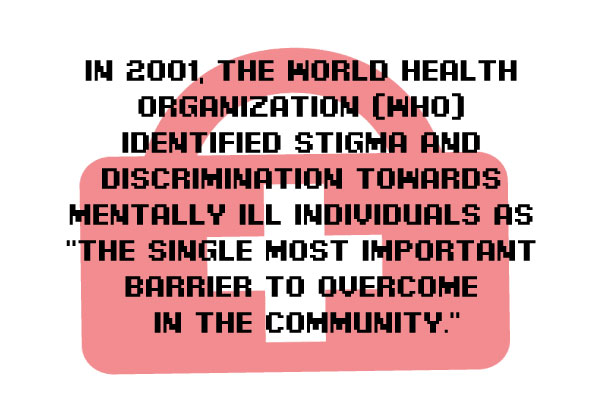 IN 2001, THE WORLD HEALTH
ORGANIZATION (WHO)
IDENTIFIED STIGMA AND
DISCRIMINATION TOWARDS
MENTALLY ILL INDIVIDUALS AS
"THE SINGLE MOST IMPORTANT
BARRIER TO OVERCOME
IN THE COMMUNITY."